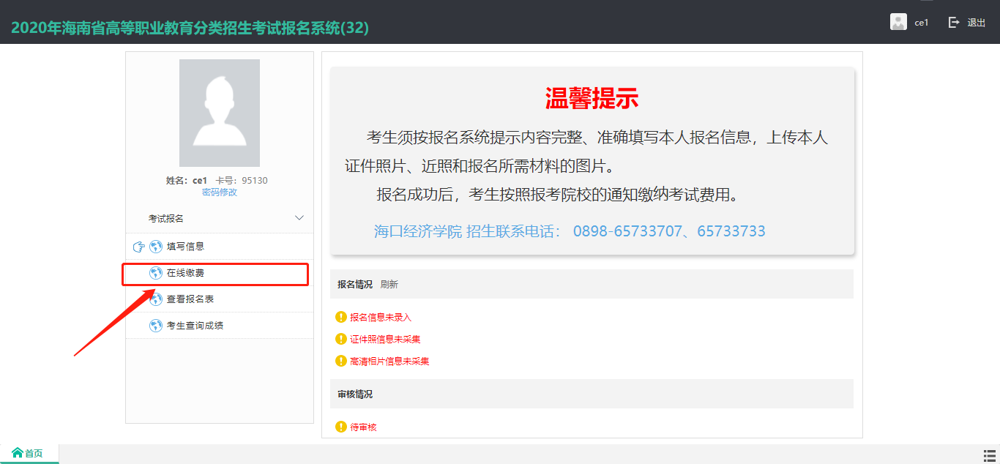 2020年海南省高等职业教育分类招生考试报名系统(32)
ce1 退出
姓名：ce1 卡号：95130
密码修改
考试报名
填写信息
在线缴费
查看报名表
考生查询成绩
温馨提示
考生须按报名系统提示内容完整、准确填写本人报名信息，上传本人
证件照片、近照和报名所需材料的图片。
报名成功后，考生按照报考院校的通知缴纳考试费用。
海口经济学院 招生联系电话： 0898-65733707、65733733
报名情况 刷新
报名信息未录入
证件照信息未采集
高清相片信息未采集
审核情况
待审核
首页